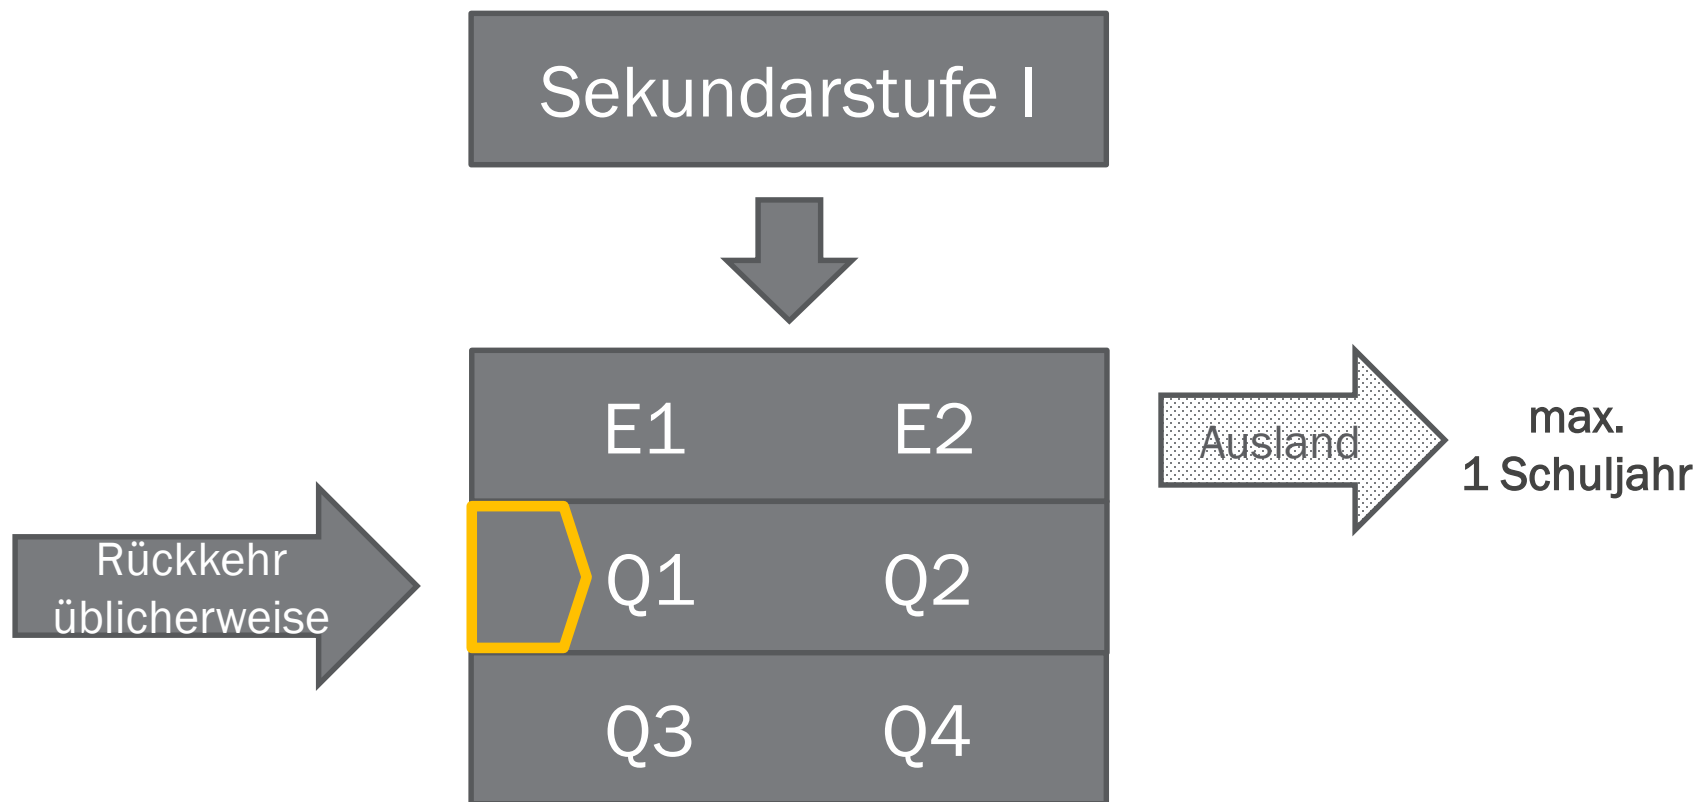 Sekundarstufe I
E1 E2
Ausland
max.
1 Schuljahr
Rückkehr
üblicherweise
Q1 Q2
Q3 Q4